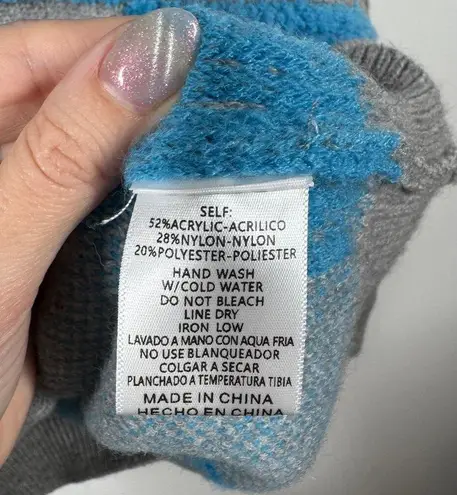 SELF:
52%ACRYLIC-ACRILICO
28%NYLON-NYLON
20%POLYESTER-POLIESTER
HAND WASH
W/COLD WATER
DO NOT BLEACH
LINE DRY
IRON LOW
LAVADO A MANO CON AQUA FRIA
NO USE BLANQUEADOR
COLGAR A SECAR
PLANCHADO A TEMPERATURA TIBIA
MADE IN CHINA
HECHO EN CHINA